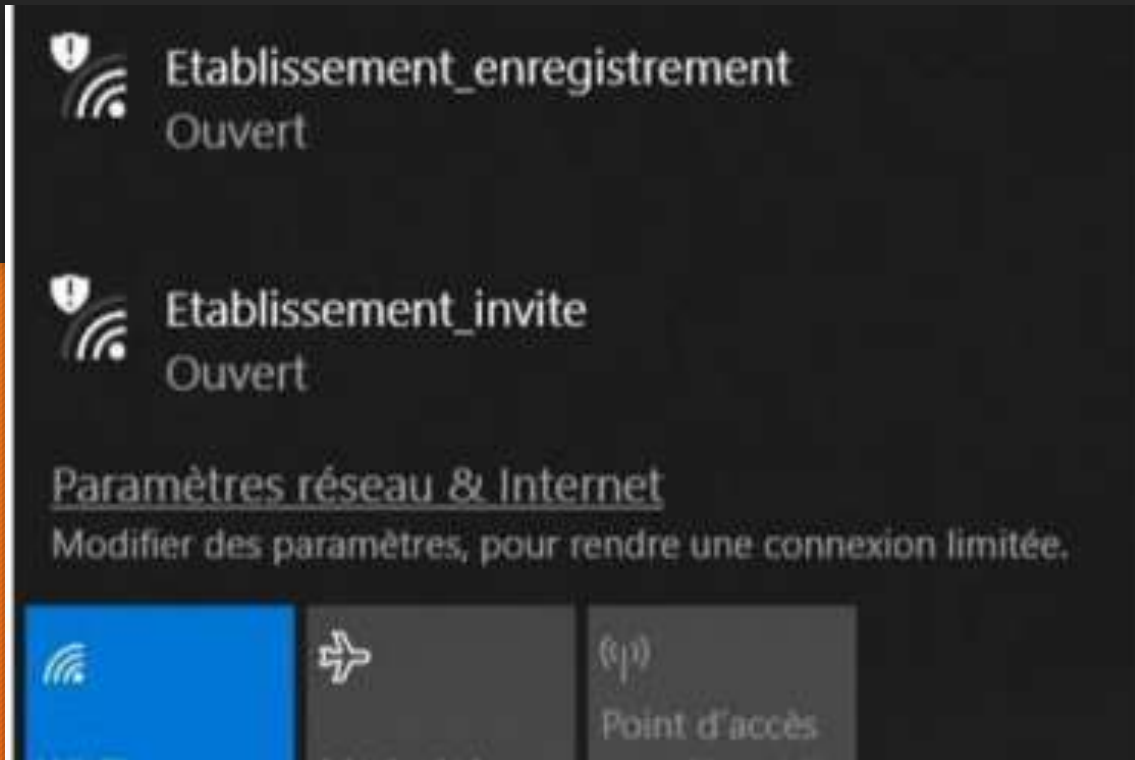 Etablissement_enregistrement
Ouvert
Etablissement_invite
Ouvert
Paramètres réseau & Internet
Modifier des paramètres, pour rendre une connexion limitée.
Point d'accès